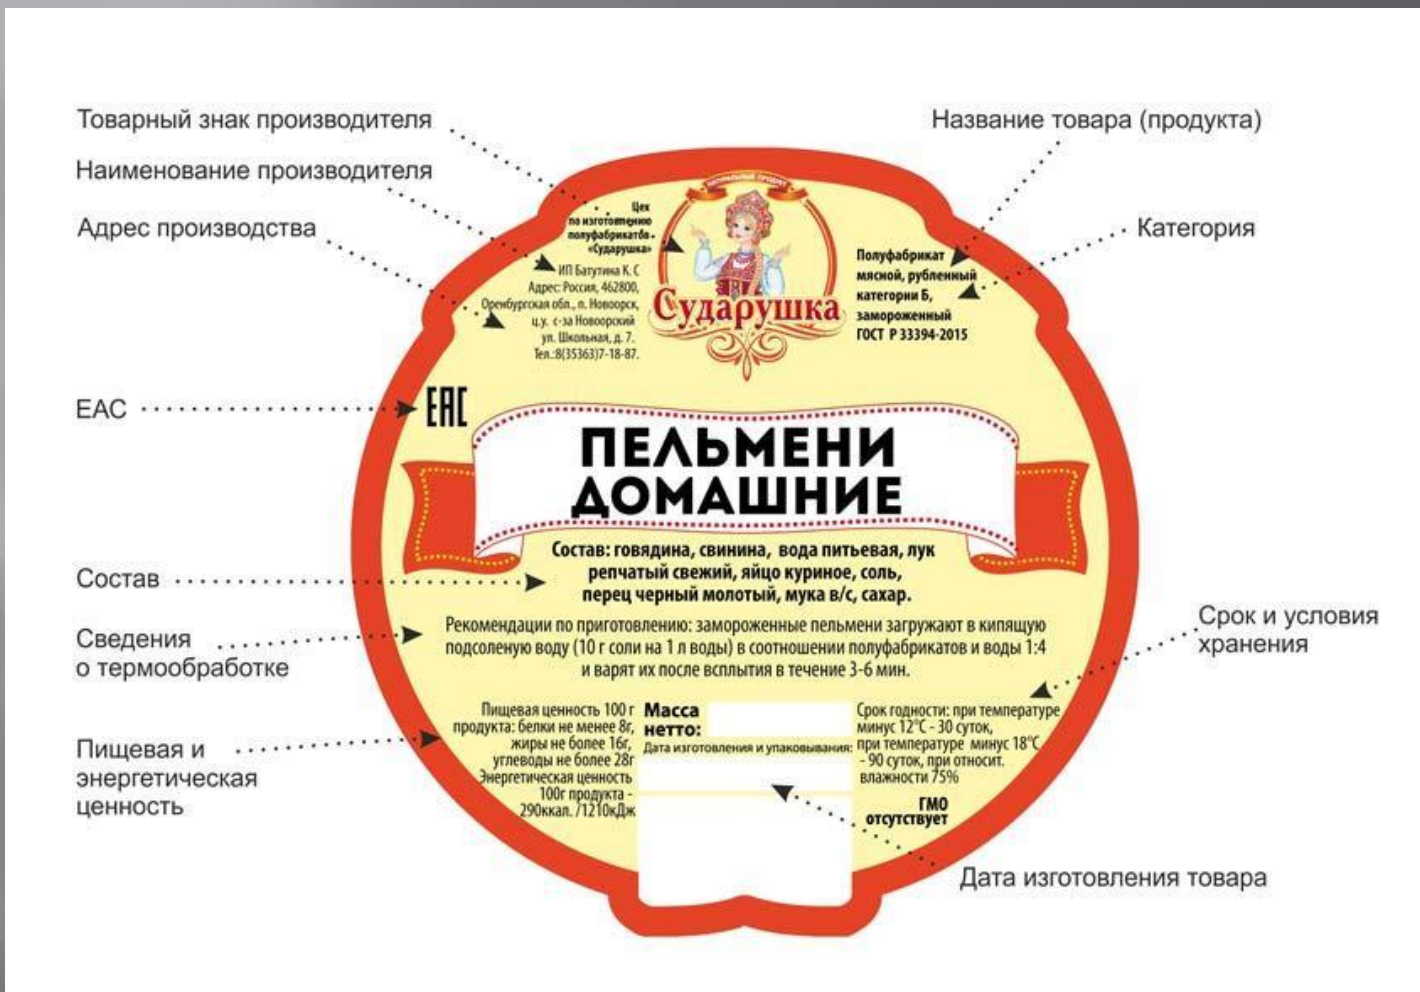 Товарный знак производителя
Наименование производителя
Адрес производства
ЕАС
Состав
Сведения
о термообработке
Пищевая и
энергетическая
ценность
Название товара (продукта)
Категория
Срок и условия
хранения
Дата изготовления товара
НАТУРАЛЬНЫЙ ПРОДУКТ
Сударушка
Цех
по изготовлению
полуфабрикатов
«Сударушка»
ИП Батутина К. С
Адрес: Россия, 462800,
Оренбургская обл., п. Новоорск,
ц.у. с-за Новоорский
ул. Школьная, д. 7.
Тел.:8(35363)7-18-87.
Полуфабрикат
мясной, рубленный
категории Б,
замороженный
ГОСТ Р 33394-2015
ЕАС
ПЕЛЬМЕНИ
ДОМАШНИЕ
Состав: говядина, свинина, вода питьевая, лук
репчатый свежий, яйцо куриное, соль,
перец черный молотый, мука в/с, сахар.
Рекомендации по приготовлению: замороженные пельмени загружают в кипящую
подсоленую воду (10 г соли на 1 л воды) в соотношении полуфабрикатов и воды 1:4
и варят их после всплытия в течение 3-6 мин.
Пищевая ценность 100 г
продукта: белки не менее 8г,
жиры не более 16г,
углеводы не более 28г
Энергетическая ценность
100г продукта -
290ккал. /1210кДж
Масса
нетто:
Дата изготовления и упаковывания:
Срок годности: при температуре
минус 12°С - 30 суток,
при температуре минус 18°С
- 90 суток, при относит.
влажности 75%
ГМО
отсутствует